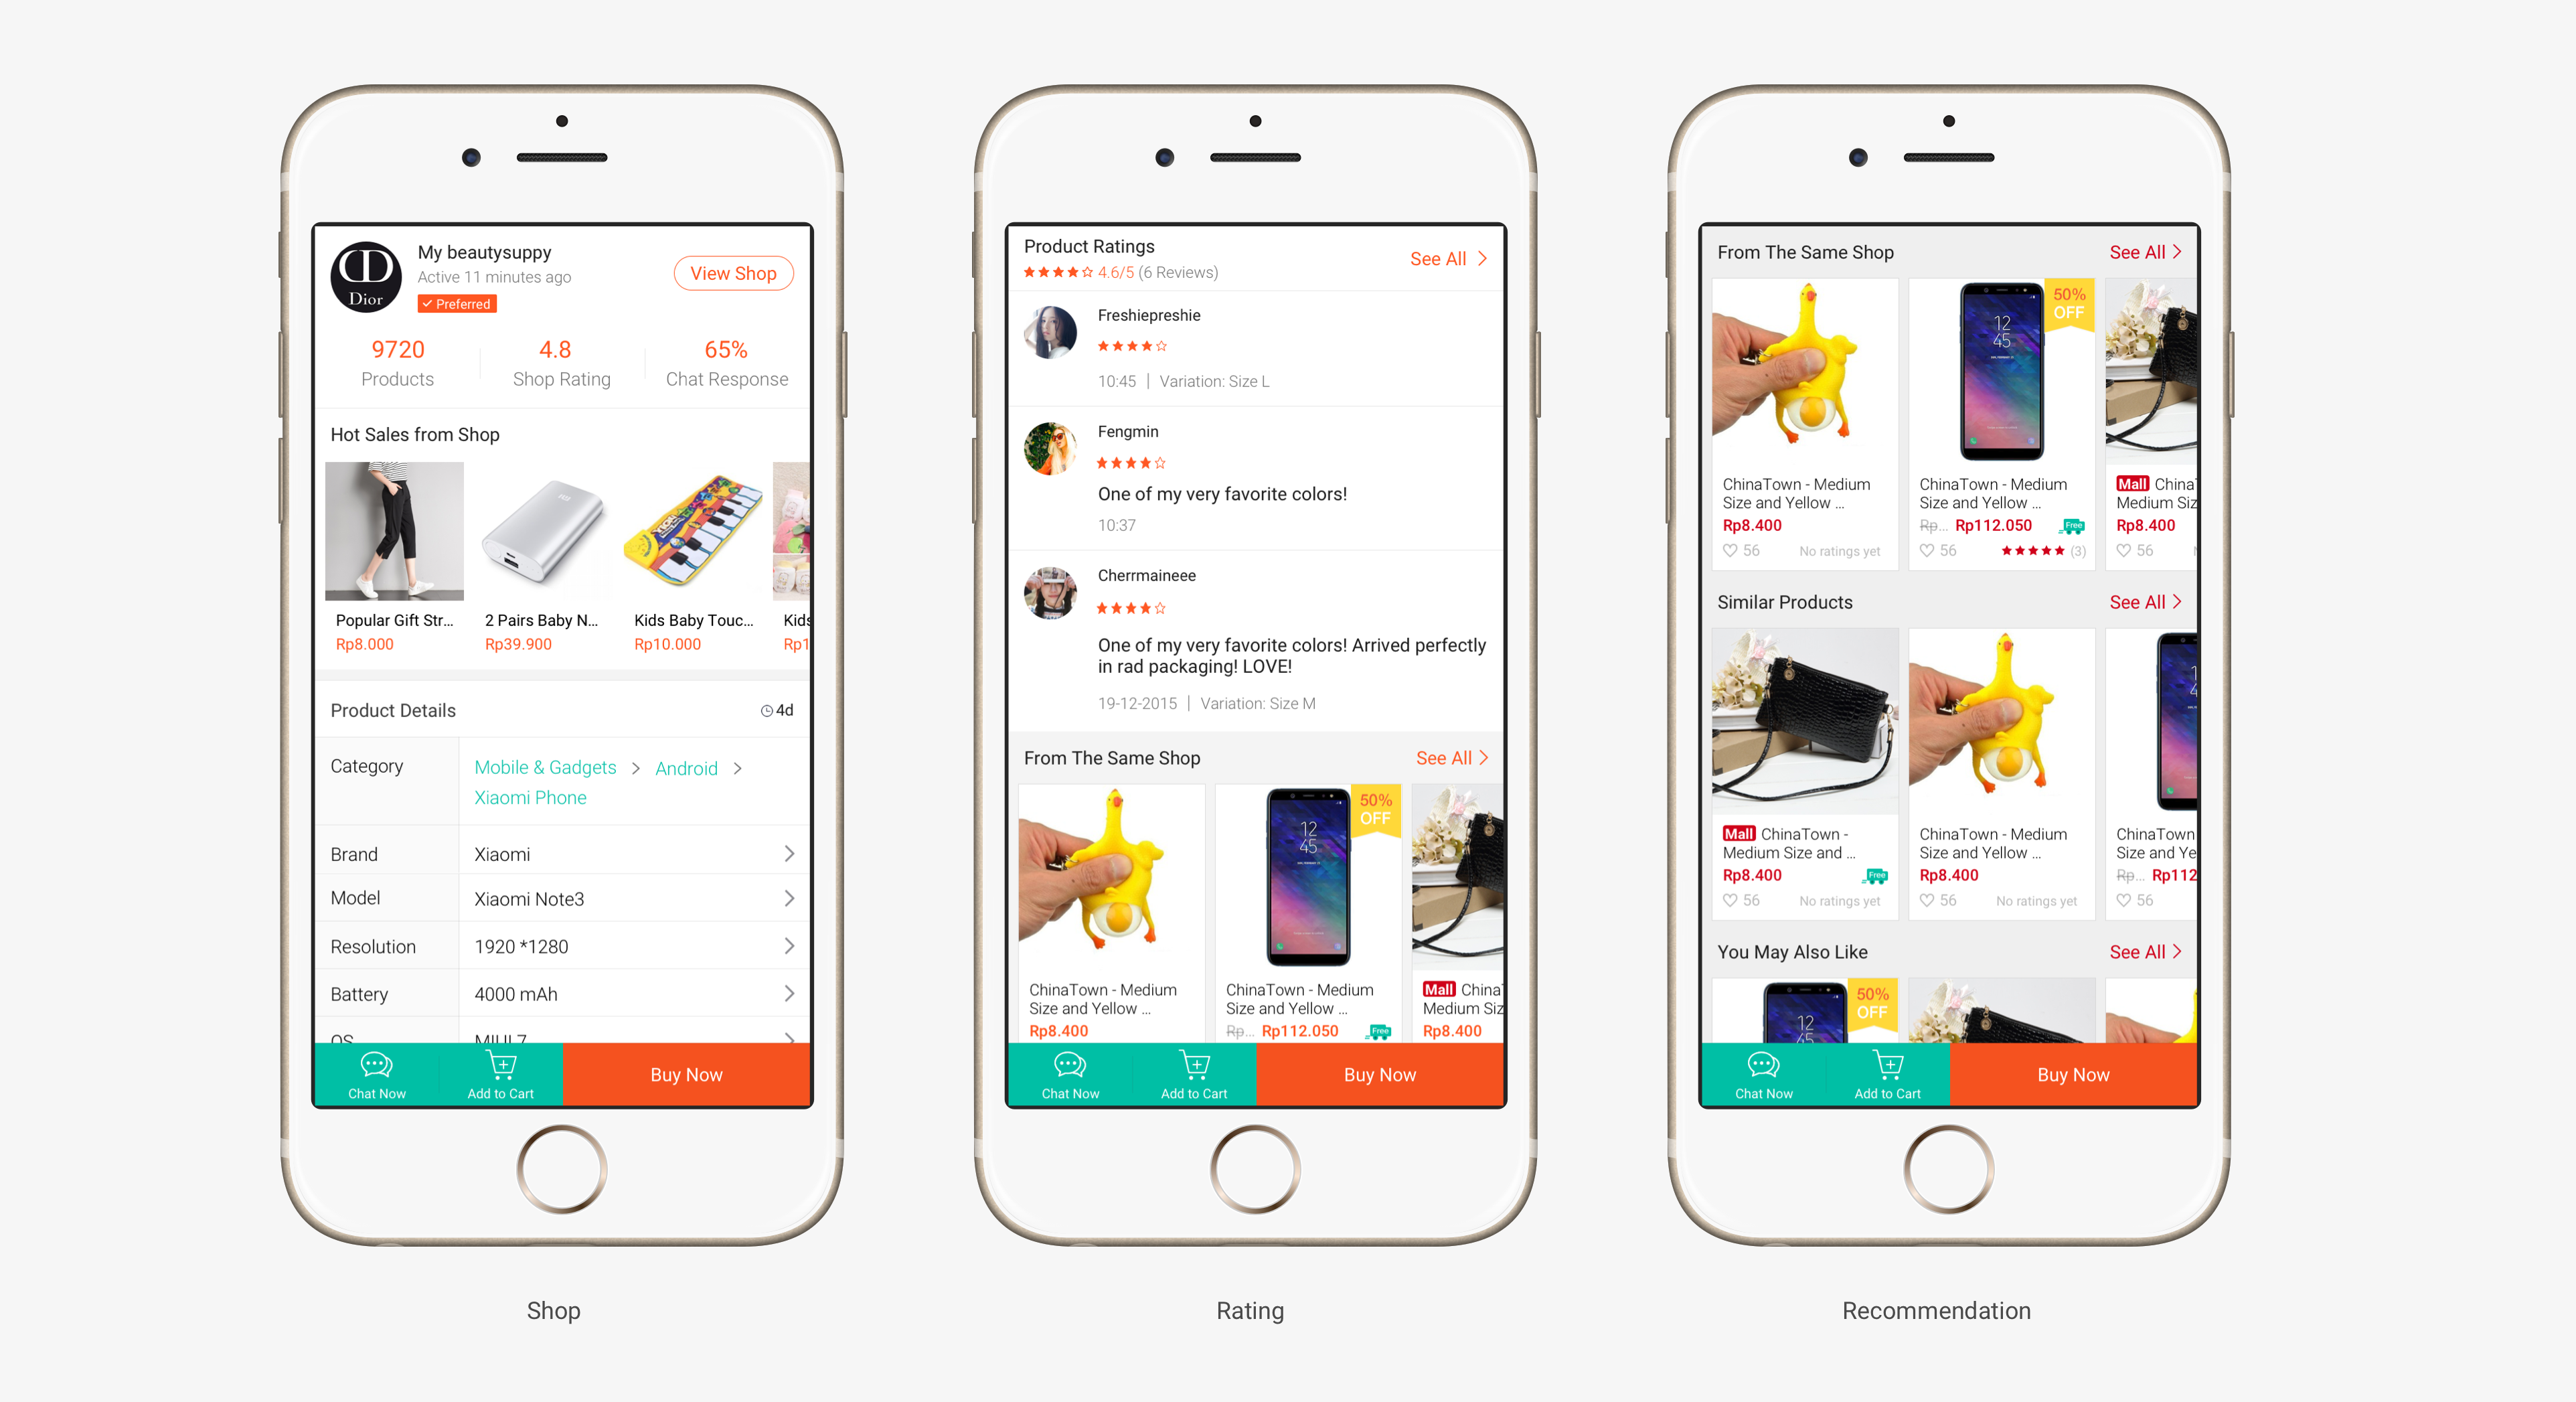 My beautysuppy
Active 11 minutes ago
Preferred
View Shop
Dior
9720
Products
4.8
Shop Rating
65%
Chat Response
Hot Sales from Shop
Popular Gift Str...
Rp8.000
2 Pairs Baby N...
Rp39.900
Kids Baby Touc...
Rp10.000
Kids
Rp1
Product Details
4d
Category
Mobile & Gadgets > Android >
Xiaomi Phone
Brand
Xiaomi
Model
Xiaomi Note3
Resolution
1920 *1280
Battery
4000 mAh
OS
MIUI 7
Chat Now
Add to Cart
Buy Now
Shop
Product Ratings
4.6/5 (6 Reviews)
See All >
Freshiepreshie
10:45 | Variation: Size L
Fengmin
One of my very favorite colors!
10:37
Cherrmaineee
One of my very favorite colors! Arrived perfectly
in rad packaging! LOVE!
19-12-2015 | Variation: Size M
From The Same Shop
See All >
ChinaTown - Medium
Size and Yellow ...
Rp8.400
12
45
50%
OFF
ChinaTown - Medium
Size and Yellow ...
Rp... Rp112.050
Free
Mall China
Medium Siz
Rp8.400
Chat Now
Add to Cart
Buy Now
Rating
From The Same Shop
See All >
ChinaTown - Medium
Size and Yellow ...
Rp8.400
56
No ratings yet
12
45
50%
OFF
ChinaTown - Medium
Size and Yellow ...
Rp... Rp112.050
Free
56
(3)
Mall China
Medium Siz
Rp8.400
56
Similar Products
See All >
Mall ChinaTown -
Medium Size and ...
Rp8.400
Free
56
No ratings yet
ChinaTown - Medium
Size and Yellow ...
Rp8.400
56
No ratings yet
ChinaTown
Size and Ye
Rp... Rp112
56
You May Also Like
See All >
12
50%
OFF
Chat Now
Add to Cart
Buy Now
Recommendation